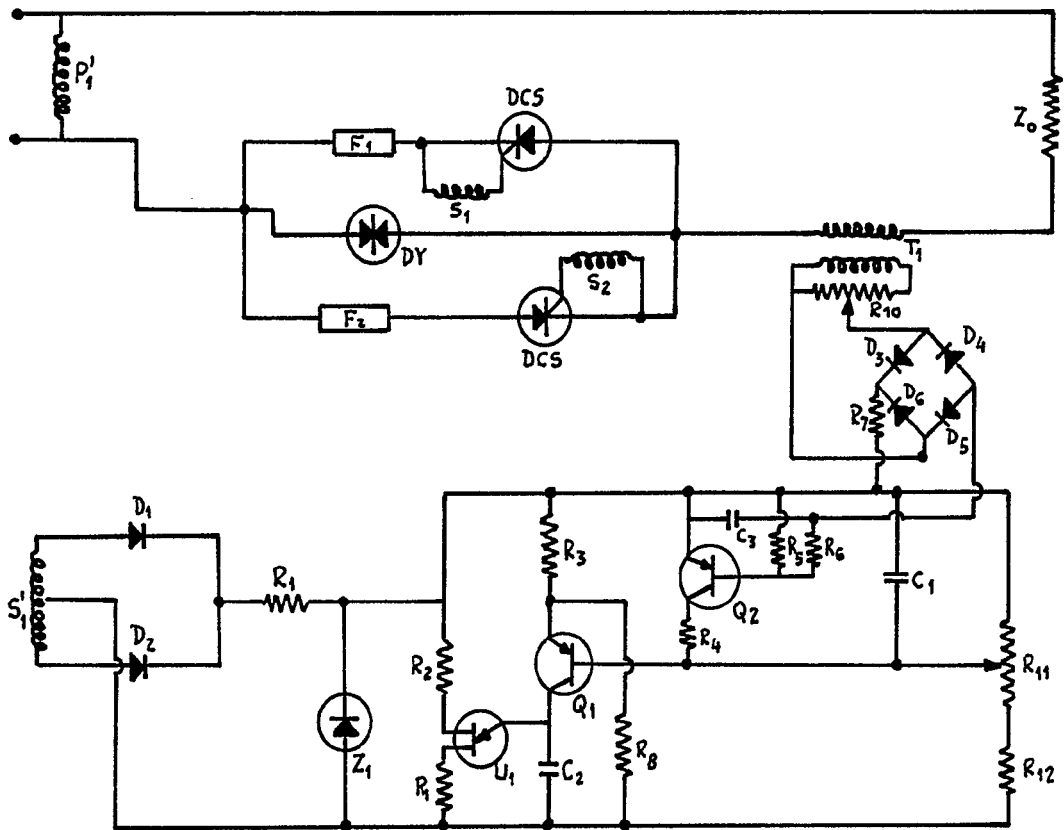 P1'
DCS
F1
S1
Z0
DY
T1
S2
F2
R10
DCS
D3
D4
D6
R7
D5
D1
R3
C3
R5
R6
C1
S1'
R1
Q2
D2
R4
R2
R11
Q1
Z1
U1
R8
R1
C2
R12